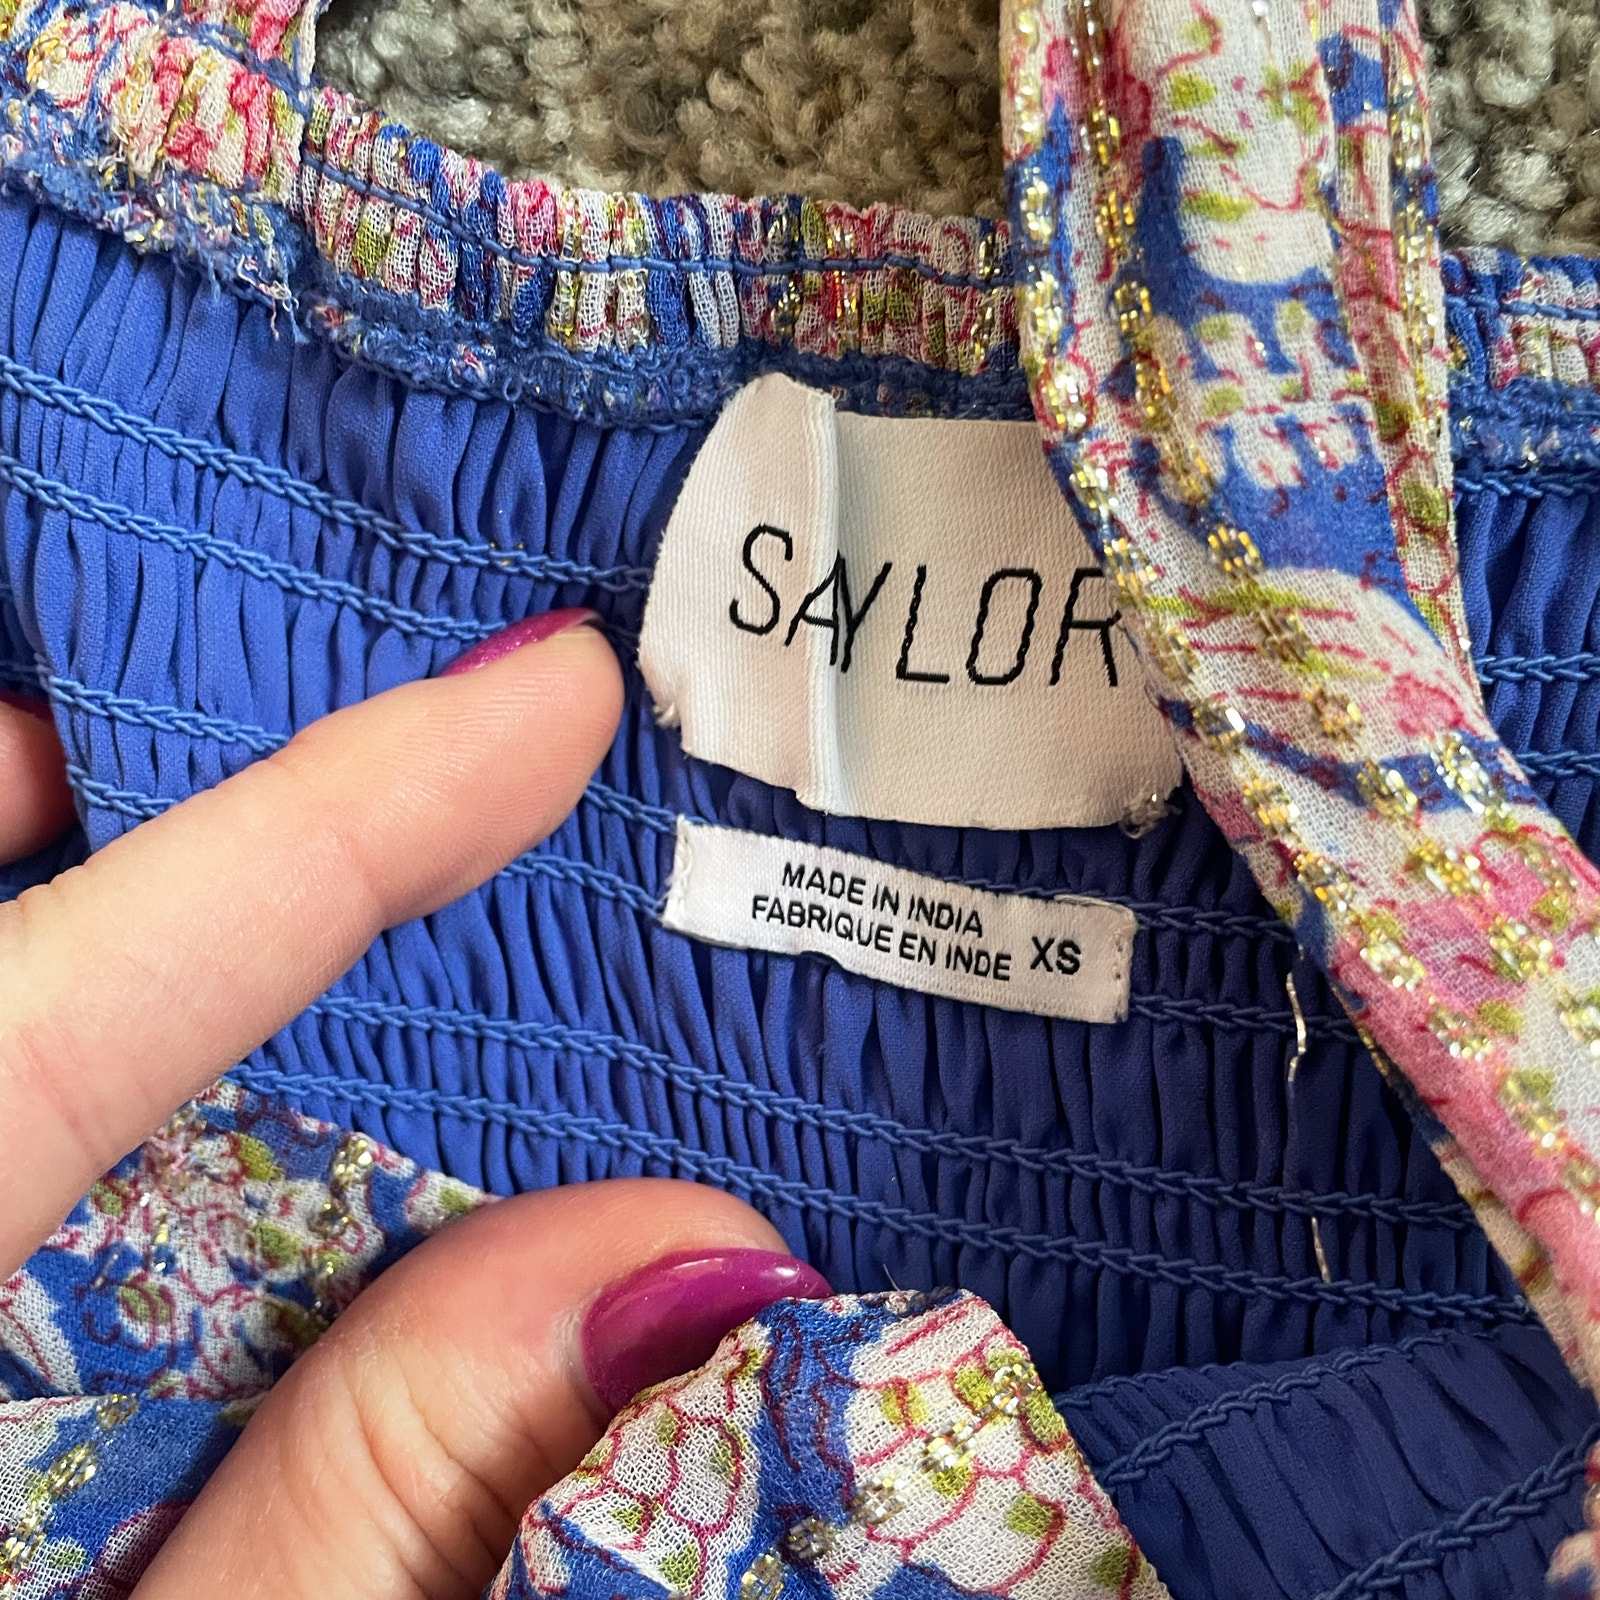 SAYLOR
MADE IN INDIA
FABRIQUE EN INDE XS